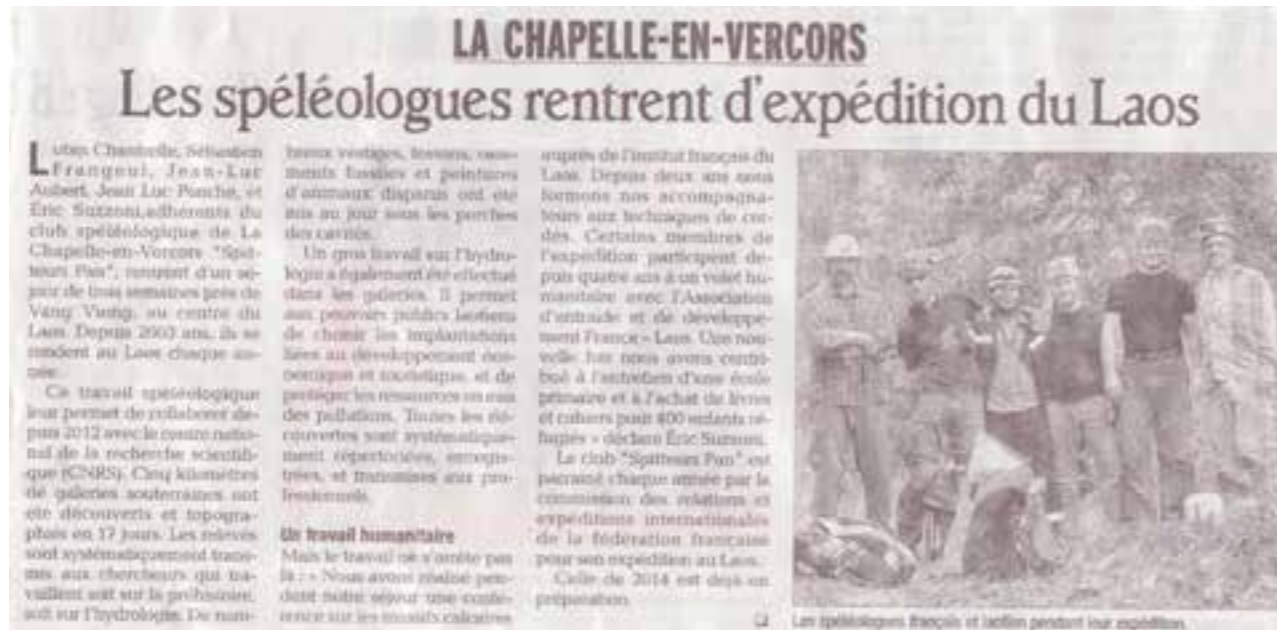 LA CHAPELLE-EN-VERCORS
Les spéléologues rentrent d'expédition du Laos
Lubin Chantrelle, Sébastien
Frangeul, Jean-Luc
Aubert, Jean Luc Ponche, et
Éric Suzzoni, adhérents du
club spéléologique de La
Chapelle-en-Vercors "Spit-
teurs Pan", rentrent d'un sé-
jour de trois semaines près de
Vang Vieng, au centre du
Laos. Depuis 2003 ans, ils se
rendent au Laos chaque an-
née.
Ce travail spéléologique
leur permet de collaborer de-
puis 2012 avec le centre natio-
nal de la recherche scientifi-
que (CNRS). Cinq kilomètres
de galeries souterraines ont
été découverts et topogra-
phiés en 17 jours. Les relevés
sont systématiquement transi-
mis aux chercheurs qui tra-
vaillent soit sur la préhistoire,
soit sur l'hydrologie. De nom-
breux vestiges, tessons, osse-
ments fossiles et peintures
d'animaux disparus ont été
mis au jour sous les porches
des cavités.
Un gros travail sur l'hydro-
logie a également été effectué
dans les galeries. Il permet
aux pouvoirs publics laotiens
de choisir les implantations
liées au développement éco-
nomique et touristique, et de
protéger les ressources en eau
des pollutions. Toutes les dé-
couvertes sont systématique-
ment répertoriées, enregis-
trées, et transmises aux pro-
fessionnels.
Un travail humanitaire
Mais le travail ne s'arrête pas
là : « Nous avons réalisé pen-
dant notre séjour une confé-
rence sur les massifs calcaires
auprès de l'institut français du
Laos. Depuis deux ans nous
formons nos accompagna-
teurs aux techniques de cor-
des. Certains membres de
l'expédition participent de-
puis quatre ans à un volet hu-
manitaire avec l'Association
d'entraide et de développe-
ment France - Laos. Une nou-
velle fois nous avons contri-
bué à l'entretien d'une école
primaire et à l'achat de livres
et cahiers pour 400 enfants ré-
fugiés » déclare Éric Suzzoni.
Le club "Spitteurs Pan" est
parrainé chaque année par la
commission des relations et
expéditions internationales
de la fédération française
pour son expédition au Laos.
Celle de 2014 est déjà en
préparation.
Les spéléologues français et laotien pendant leur expédition.